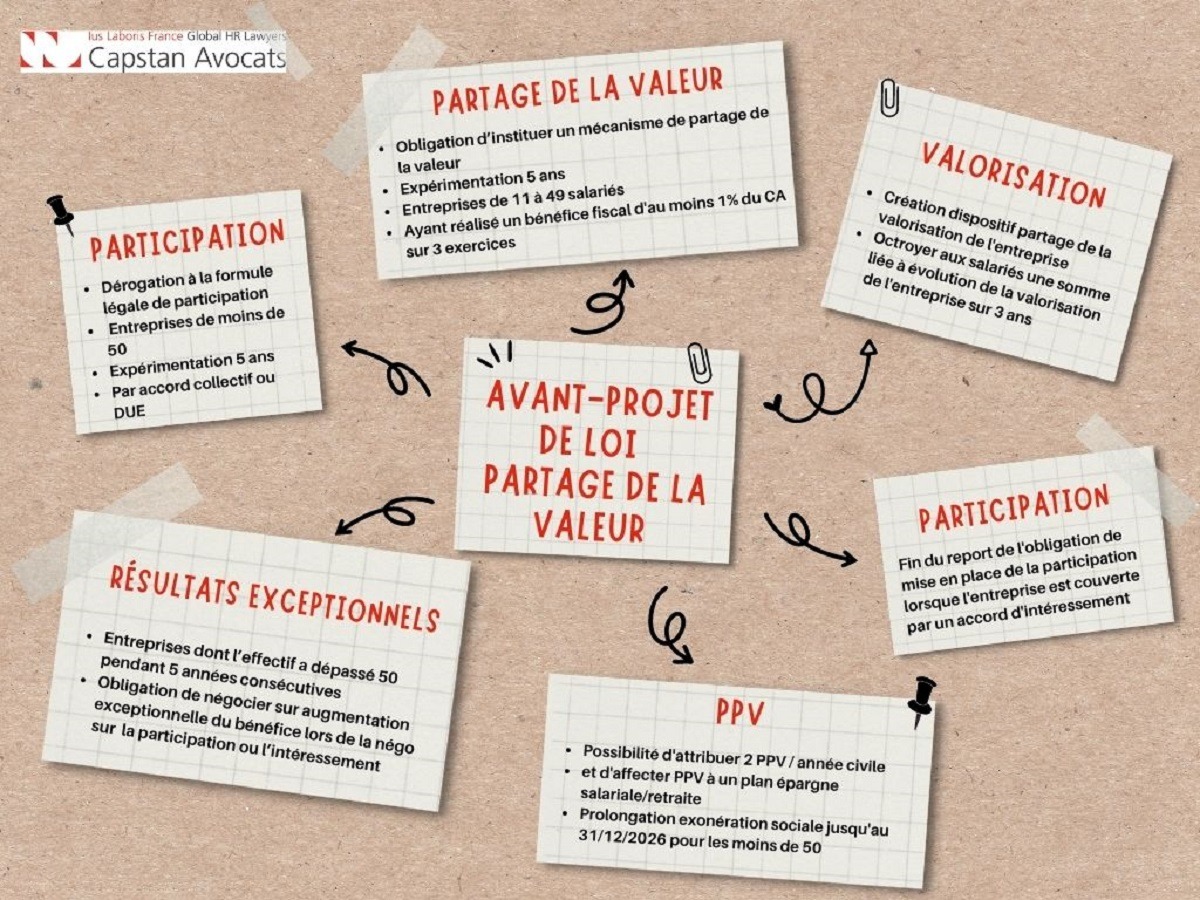 Ius Laboris France Global HR Lawyers
Capstan Avocats
PARTAGE DE LA VALEUR
• Obligation d'instituer un mécanisme de partage de
la valeur
• Expérimentation 5 ans
• Entreprises de 11 à 49 salariés
• Ayant réalisé un bénéfice fiscal d'au moins 1% du CA
sur 3 exercices
VALORISATION
• Création dispositif partage de la
valorisation de l'entreprise
• Octroyer aux salariés une somme
liée à évolution de la valorisation
de l'entreprise sur 3 ans
PARTICIPATION
• Dérogation à la formule
légale de participation
• Entreprises de moins de
50
• Expérimentation 5 ans
• Par accord collectif ou
DUE
AVANT-PROJET
DE LOI
PARTAGE DE LA
VALEUR
PARTICIPATION
Fin du report de l'obligation de
mise en place de la participation
lorsque l'entreprise est couverte
par un accord d'intéressement
RÉSULTATS EXCEPTIONNELS
• Entreprises dont l'effectif a dépassé 50
pendant 5 années consécutives
• Obligation de négocier sur augmentation
exceptionnelle du bénéfice lors de la négo
sur la participation ou l'intéressement
PPV
• Possibilité d'attribuer 2 PPV / année civile
• et d'affecter PPV à un plan épargne
salariale/retraite
• Prolongation exonération sociale jusqu'au
31/12/2026 pour les moins de 50